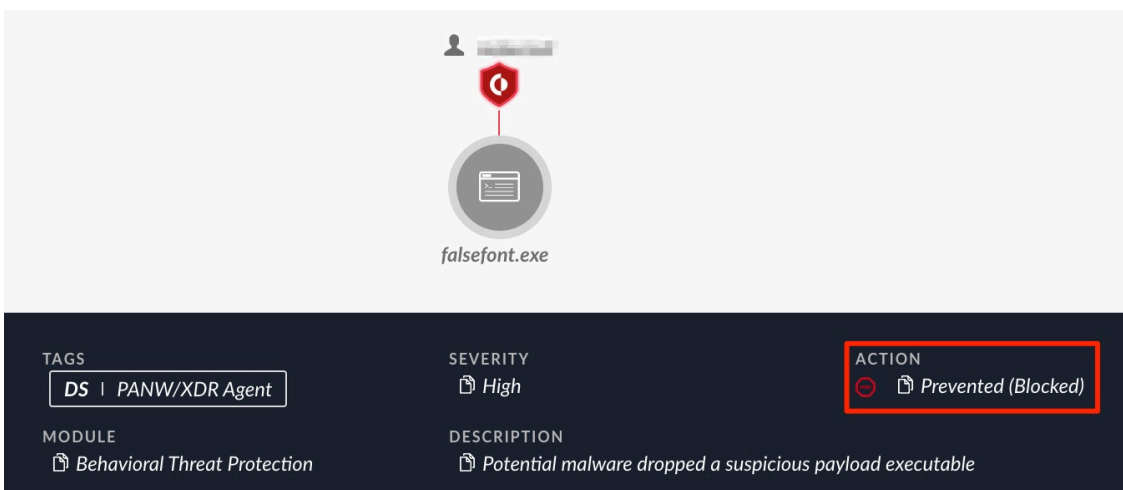 falsefont.exe
TAGS
DS | PANW/XDR Agent
SEVERITY
High
ACTION
Prevented (Blocked)
MODULE
Behavioral Threat Protection
DESCRIPTION
Potential malware dropped a suspicious payload executable